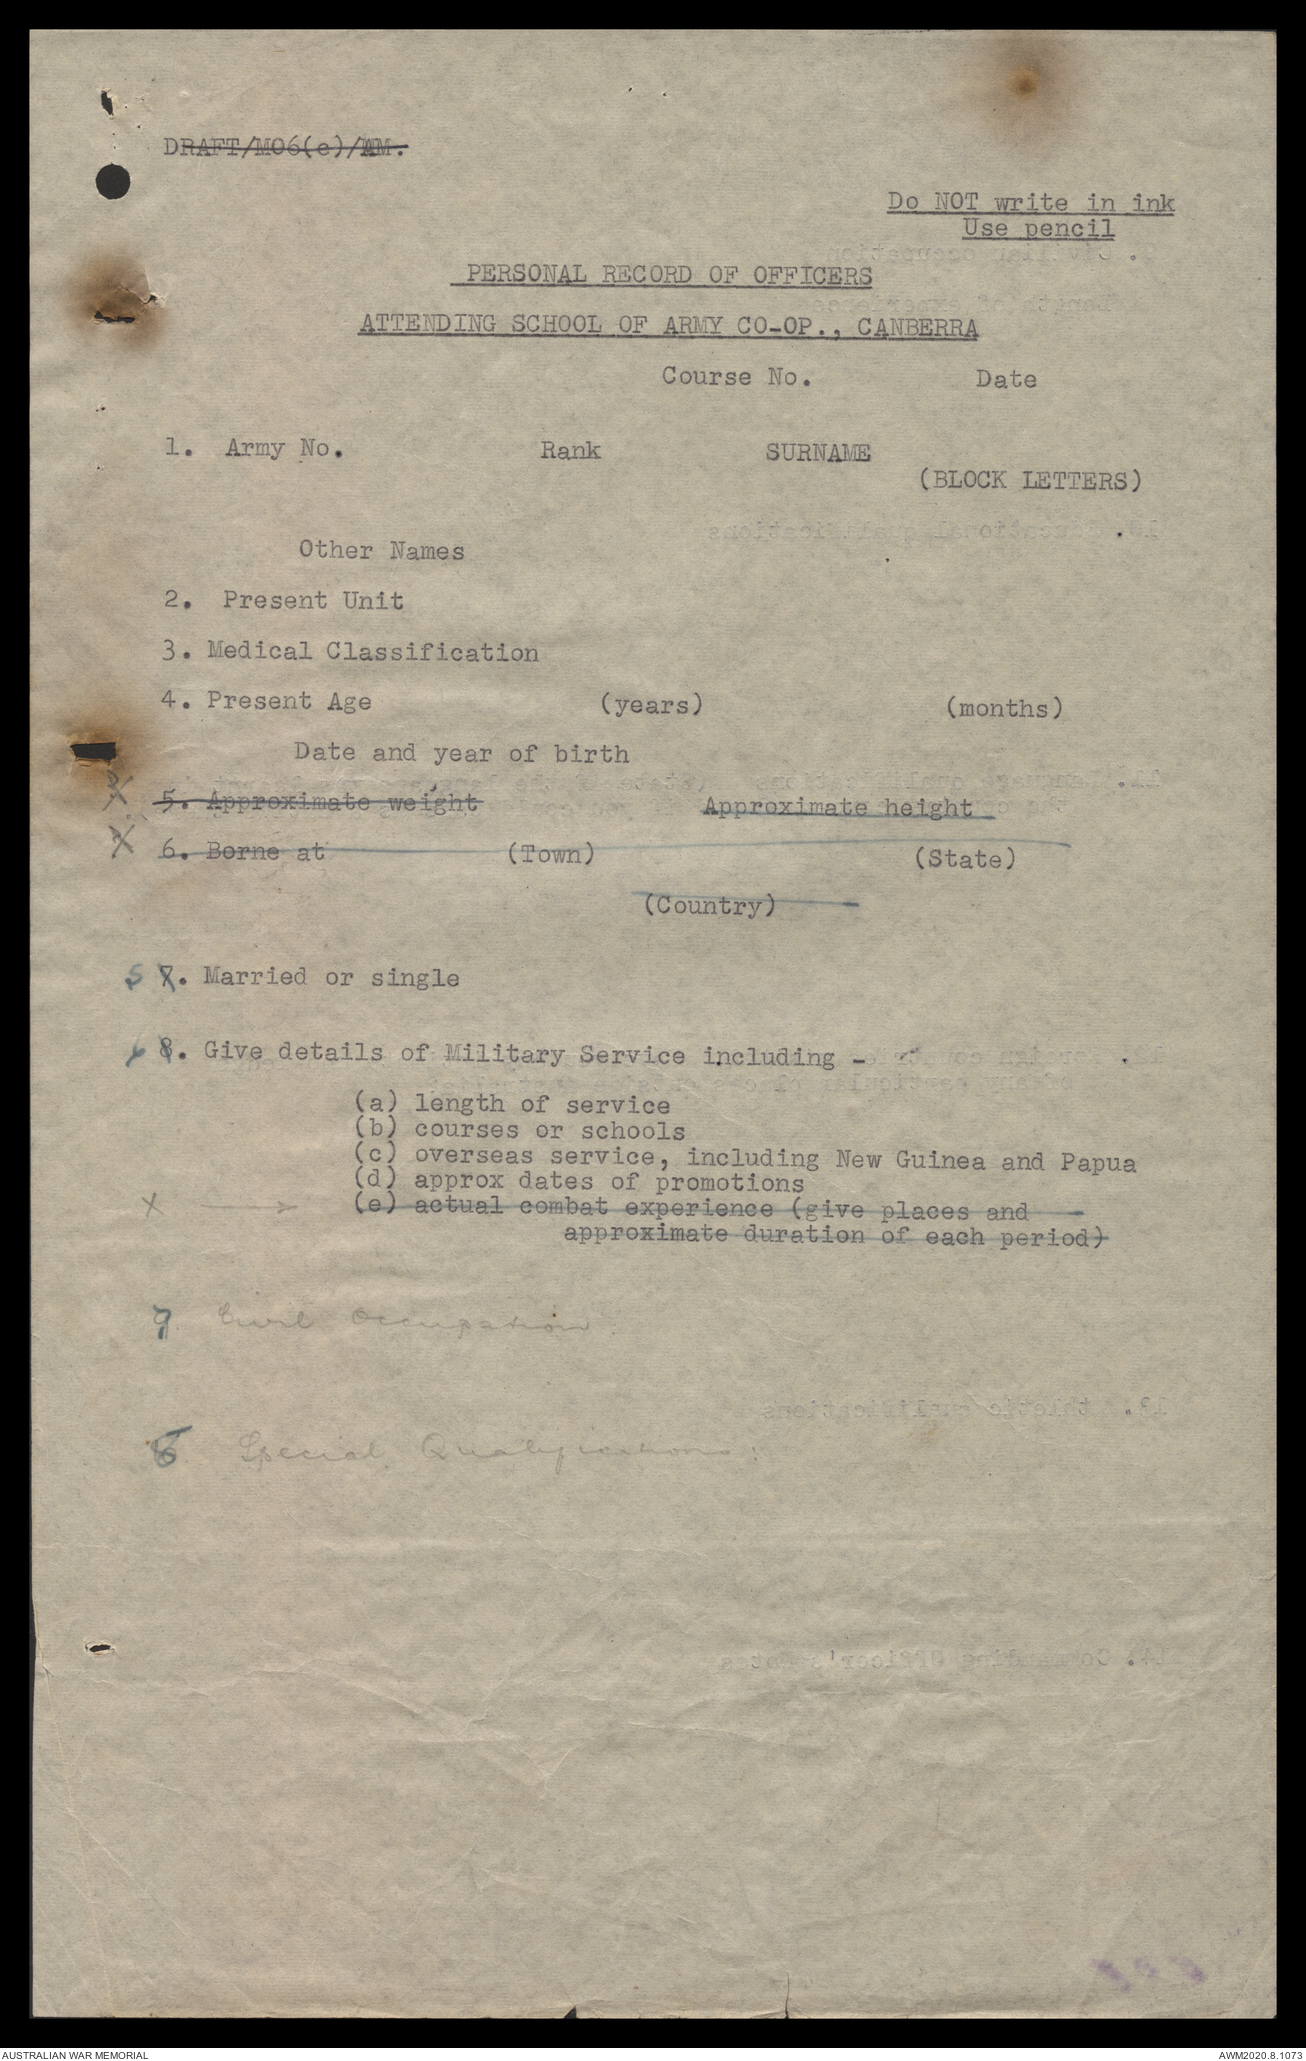 DRAFT/MO6(e)/AM.
Do NOT write in ink
Use pencil
PERSONAL RECORD OF OFFICERS
ATTENDING SCHOOL OF ARMY CO-OP., CANBERRA
Course No. Date
1. Army No. Rank SURNAME
(BLOCK LETTERS)
Other Names
2. Present Unit
3. Medical Classification
4. Present Age (years) (months)
Date and year of birth
X 5. Approximate weight Approximate height
X 6. Borne at (Town) (State)
(Country)
5 7. Married or single
6 8. Give details of Military Service including -
(a) length of service
(b) courses or schools
(c) overseas service, including New Guinea and Papua
(d) approx dates of promotions
X (e) actual combat experience (give places and
approximate duration of each period)
7 Civil Occupation
8 Special Qualifications:
AUSTRALIAN WAR MEMORIAL AWM2020.8.1073